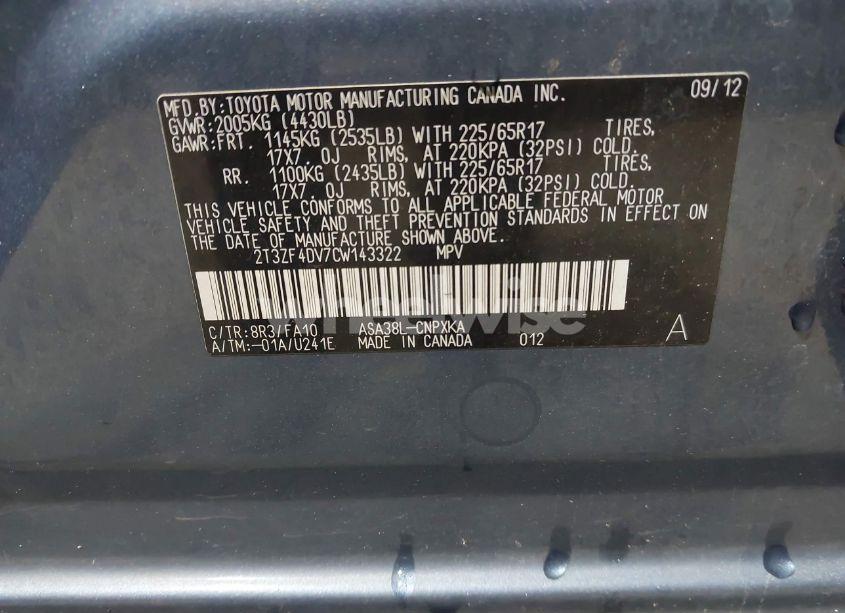 MFD.BY:TOYOTA MOTOR MANUFACTURING CANADA INC. 09/12
GVWR:2005KG (4430LB)
GAWR:FRT. 1145KG (2535LB) WITH 225/65R17 TIRES,
17X7.0J RIMS, AT 220KPA (32PSI) COLD.
RR. 1100KG (2435LB) WITH 225/65R17 TIRES,
17X7.0J RIMS, AT 220KPA (32PSI) COLD.
THIS VEHICLE CONFORMS TO ALL APPLICABLE FEDERAL MOTOR
VEHICLE SAFETY AND THEFT PREVENTION STANDARDS IN EFFECT ON
THE DATE OF MANUFACTURE SHOWN ABOVE.
2T3ZF4DV7CW143322 MPV
wheelwise
C/TR:8R3/FA10 ASA38L-CNPXKA A
A/TM:-01A/U241E MADE IN CANADA 012